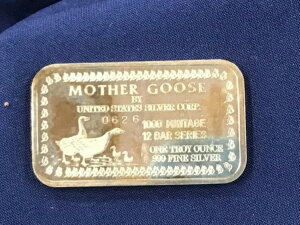 MOTHER GOOSE
BY
UNITED STATES SILVER CORP.
0626
1000 MINTAGE
12 BAR SERIES
ONE TROY OUNCE
.999 FINE SILVER